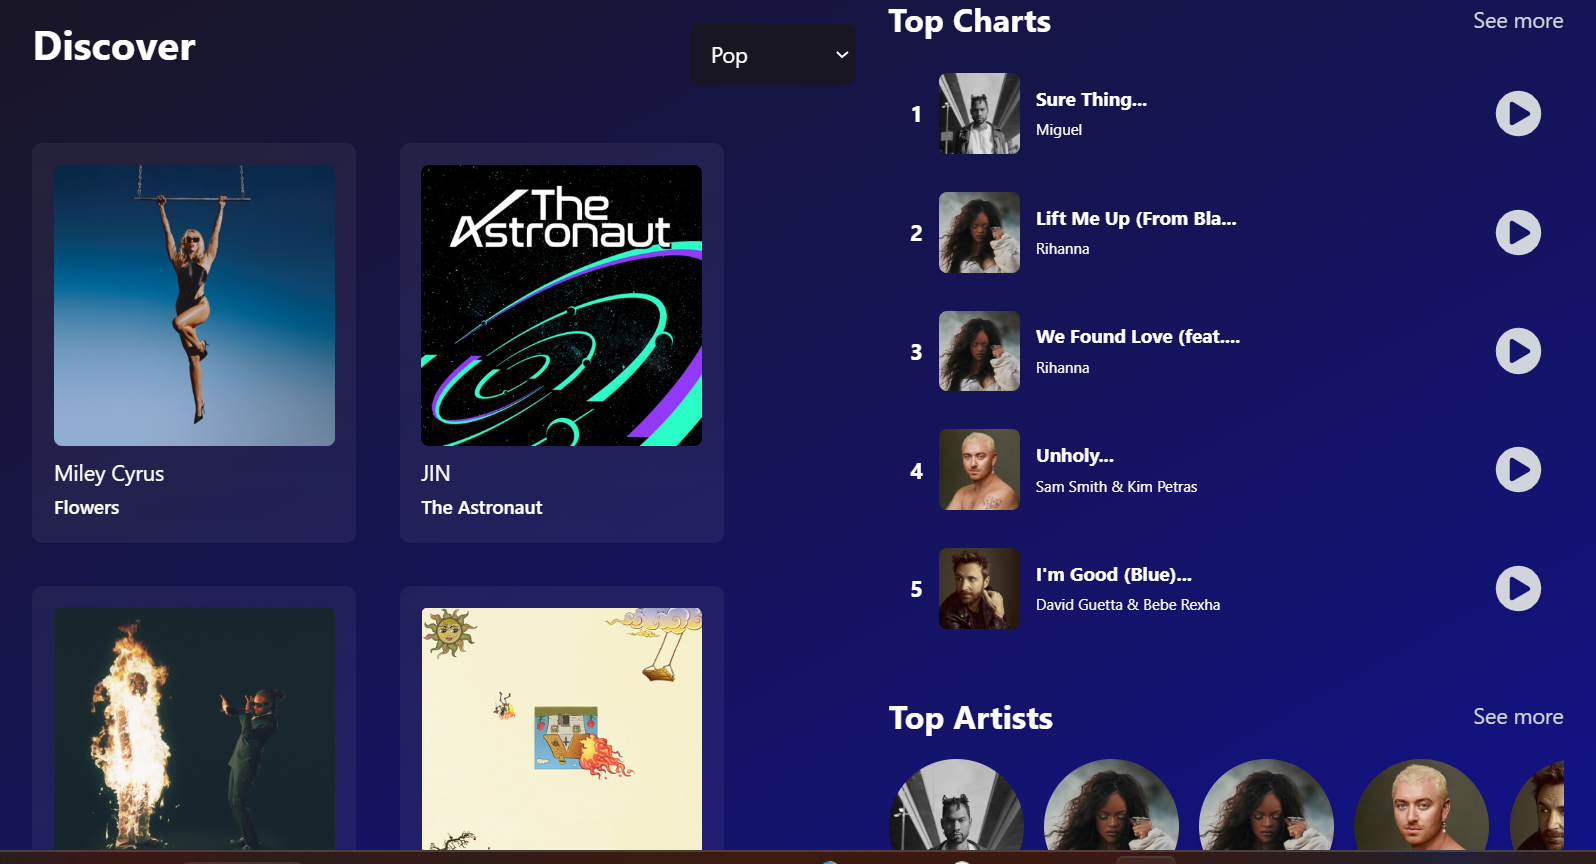 Discover
Pop
The
Astronaut
Miley Cyrus
Flowers
JIN
The Astronaut
Top Charts
See more
1
Sure Thing...
Miguel
2
Lift Me Up (From Bla...
Rihanna
3
We Found Love (feat....
Rihanna
4
Unholy...
Sam Smith & Kim Petras
5
I'm Good (Blue)...
David Guetta & Bebe Rexha
Top Artists
See more